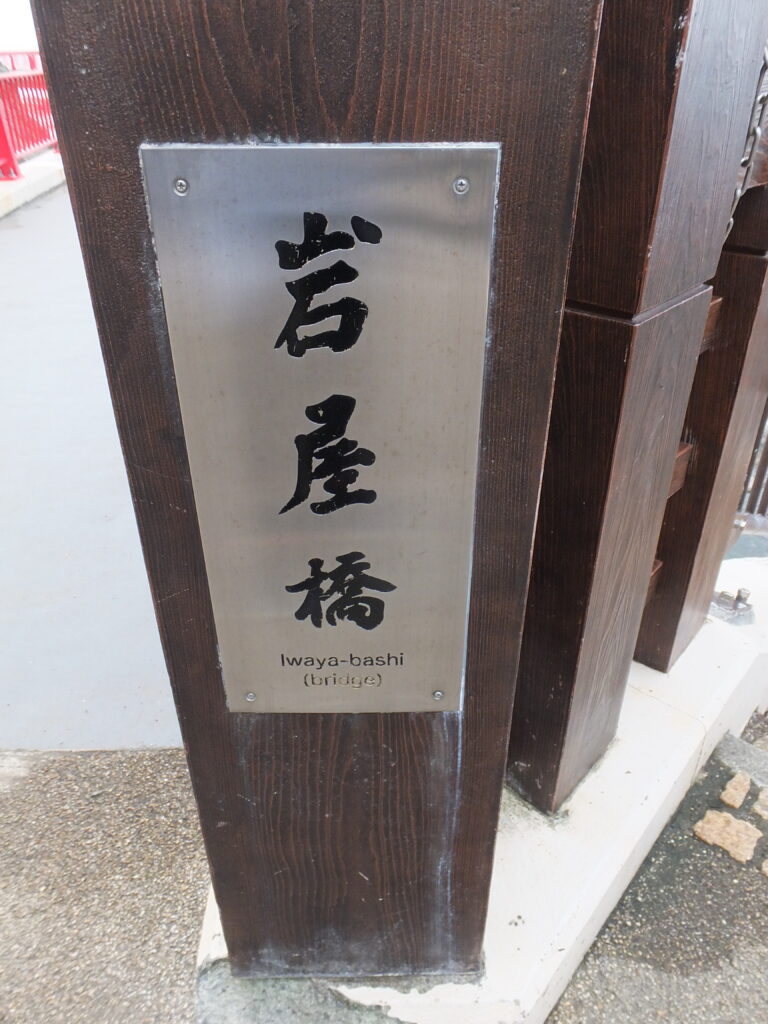 岩屋橋
Iwaya-bashi
(bridge)